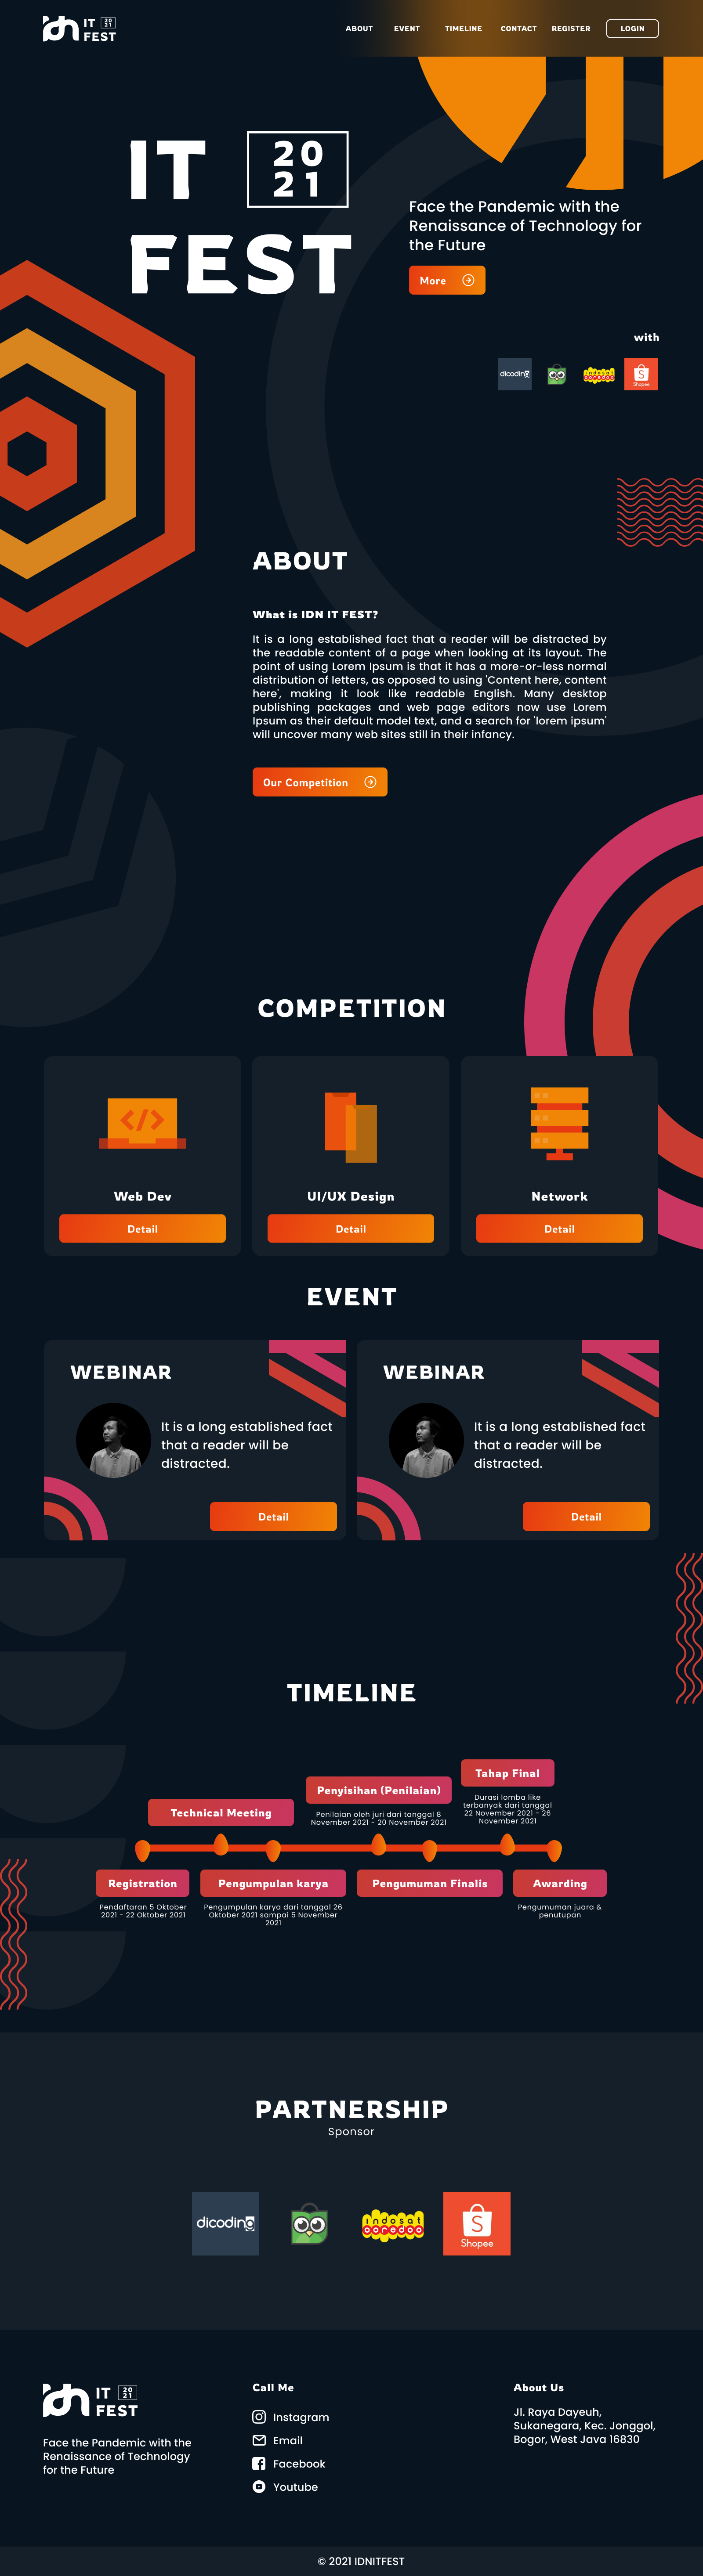 IT 20
FEST 21
ABOUT EVENT TIMELINE CONTACT REGISTER LOGIN
IT 20
21
FEST
Face the Pandemic with the
Renaissance of Technology for
the Future
More
with
dicoding
indosat
ooredoo
Shopee
ABOUT
What is IDN IT FEST?
It is a long established fact that a reader will be distracted by
the readable content of a page when looking at its layout. The
point of using Lorem Ipsum is that it has a more-or-less normal
distribution of letters, as opposed to using 'Content here, content
here', making it look like readable English. Many desktop
publishing packages and web page editors now use Lorem
Ipsum as their default model text, and a search for 'lorem ipsum'
will uncover many web sites still in their infancy.
Our Competition
COMPETITION
Web Dev
Detail
UI/UX Design
Detail
Network
Detail
EVENT
WEBINAR
It is a long established fact
that a reader will be
distracted.
Detail
WEBINAR
It is a long established fact
that a reader will be
distracted.
Detail
TIMELINE
Technical Meeting
Penyisihan (Penilaian)
Penilaian oleh juri dari tanggal 8
November 2021 - 20 November 2021
Tahap Final
Durasi lomba like
terbanyak dari tanggal
22 November 2021 - 26
November 2021
Registration
Pendaftaran 5 Oktober
2021 - 22 Oktober 2021
Pengumpulan karya
Pengumpulan karya dari tanggal 26
Oktober 2021 sampai 5 November
2021
Pengumuman Finalis
Awarding
Pengumuman juara &
penutupan
PARTNERSHIP
Sponsor
dicoding
indosat
ooredoo
Shopee
IT 20
21
FEST
Face the Pandemic with the
Renaissance of Technology
for the Future
Call Me
Instagram
Email
Facebook
Youtube
About Us
Jl. Raya Dayeuh,
Sukanegara, Kec. Jonggol,
Bogor, West Java 16830
© 2021 IDNITFEST